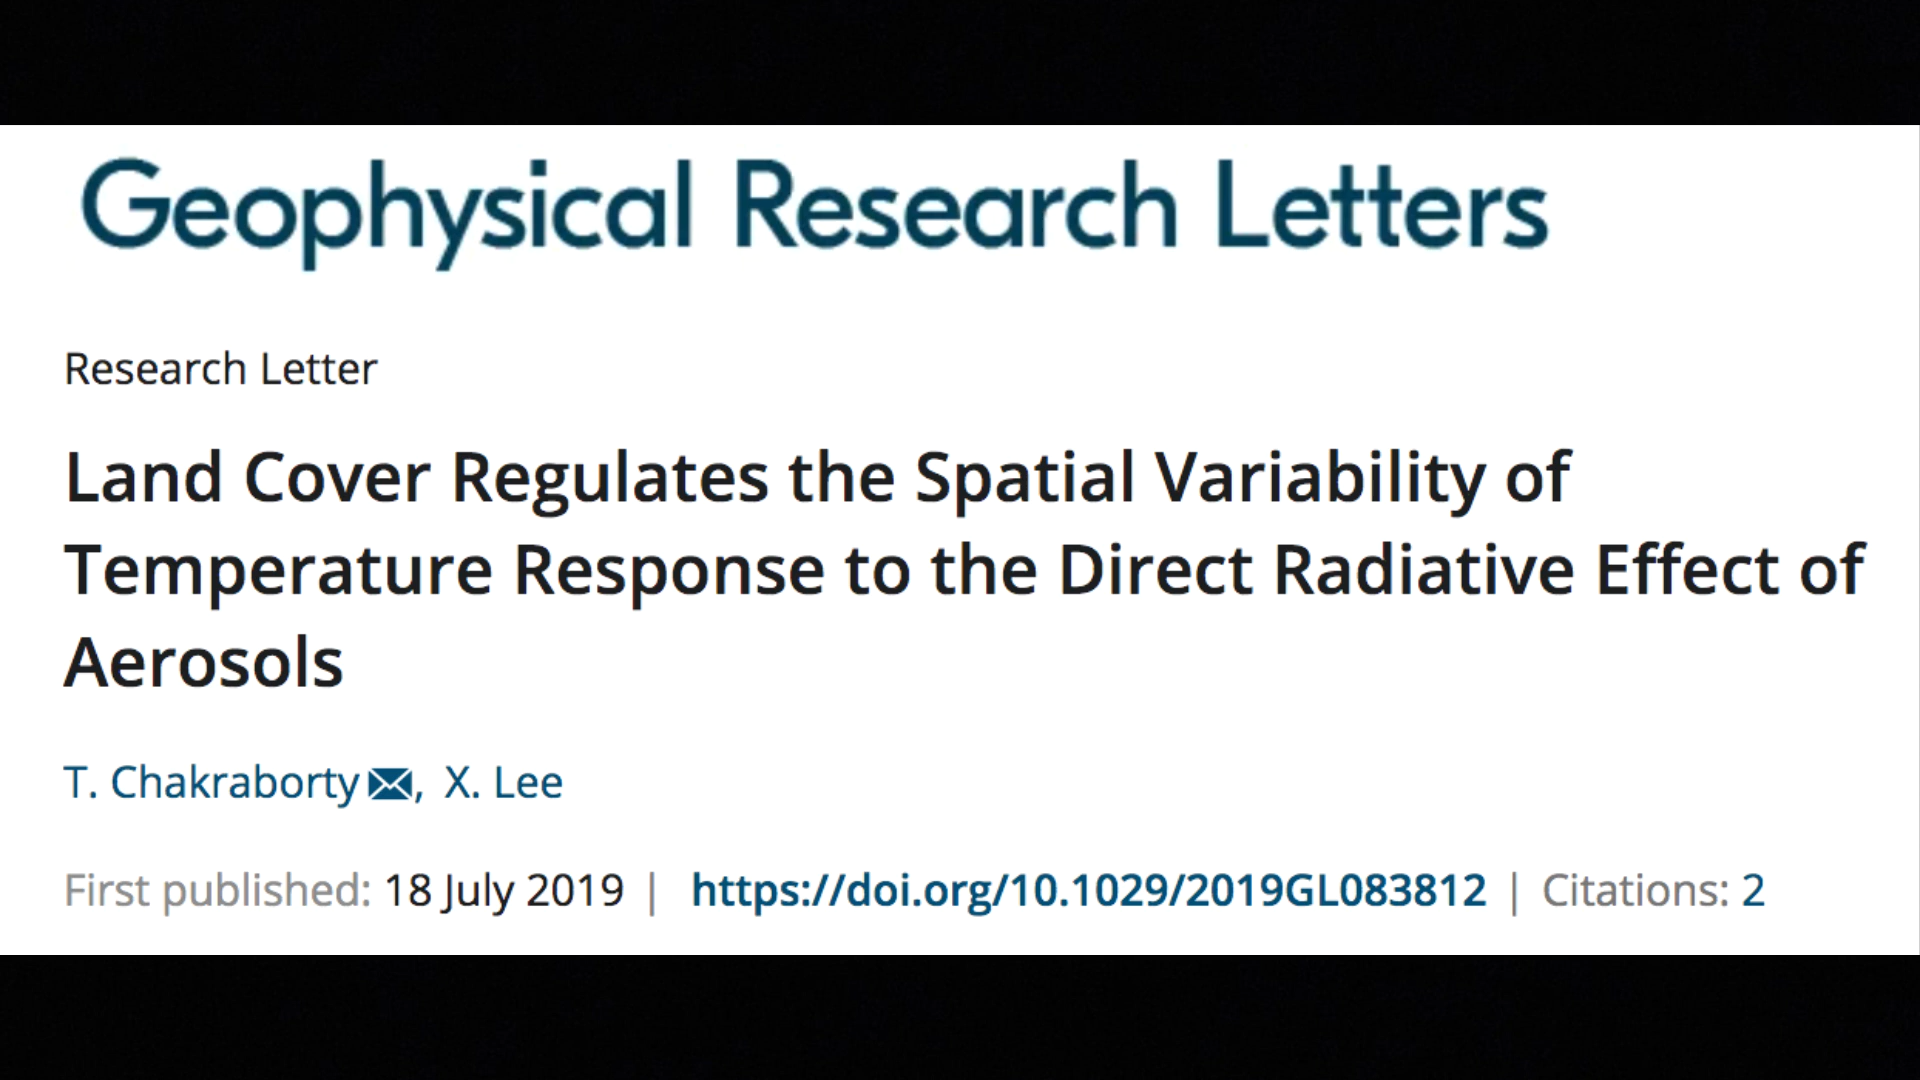 Geophysical Research Letters
Research Letter
Land Cover Regulates the Spatial Variability of
Temperature Response to the Direct Radiative Effect of
Aerosols
T. Chakraborty, X. Lee
First published: 18 July 2019 | https://doi.org/10.1029/2019GL083812 | Citations: 2